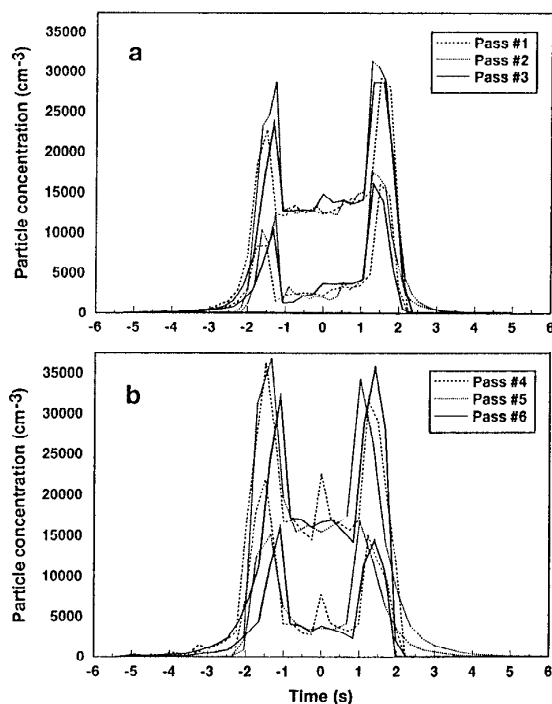 a
Particle concentration (cm-3)
35000
30000
25000
20000
15000
10000
5000
0
Pass #1
Pass #2
Pass #3
-6 -5 -4 -3 -2 -1 0 1 2 3 4 5 6
b
Particle concentration (cm-3)
35000
30000
25000
20000
15000
10000
5000
0
Pass #4
Pass #5
Pass #6
-6 -5 -4 -3 -2 -1 0 1 2 3 4 5 6
Time (s)